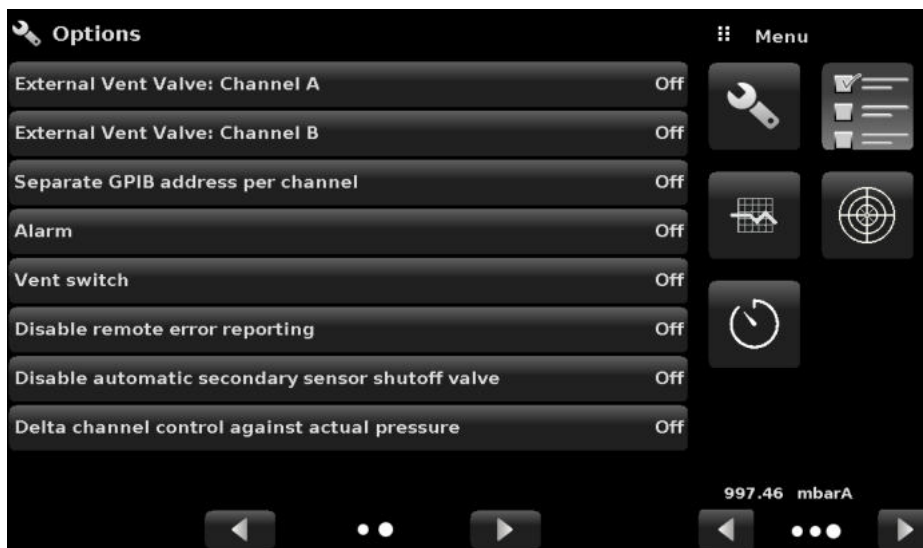 Options
External Vent Valve: Channel A Off
External Vent Valve: Channel B Off
Separate GPIB address per channel Off
Alarm Off
Vent switch Off
Disable remote error reporting Off
Disable automatic secondary sensor shutoff valve Off
Delta channel control against actual pressure Off
Menu
997.46 mbarA